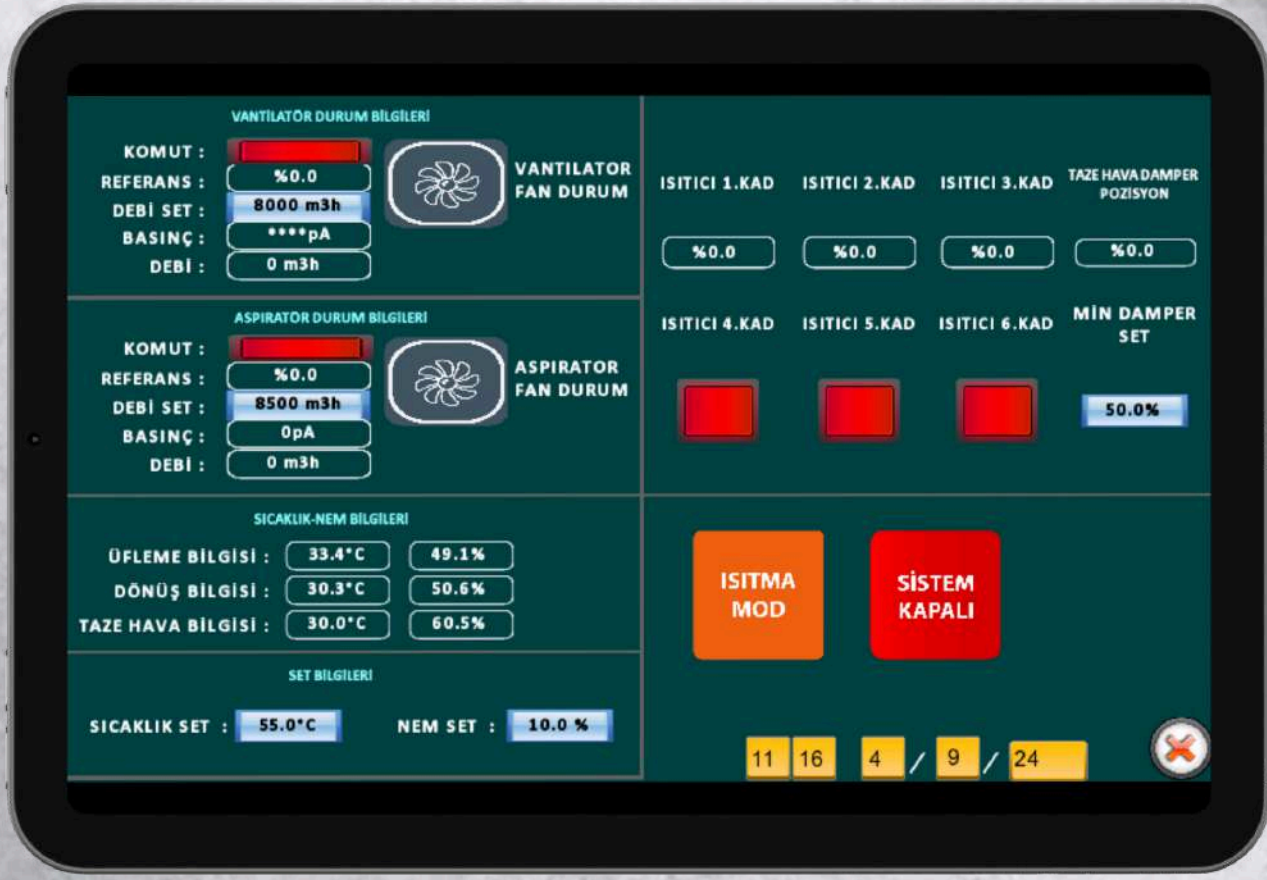 VANTİLATÖR DURUM BİLGİLERİ
KOMUT :
REFERANS : %0.0
DEBİ SET : 8000 m3h
BASINÇ : ****pA
DEBİ : 0 m3h
VANTILATOR
FAN DURUM
ASPIRATÖR DURUM BİLGİLERİ
KOMUT :
REFERANS : %0.0
DEBİ SET : 8500 m3h
BASINÇ : 0pA
DEBİ : 0 m3h
ASPIRATOR
FAN DURUM
SICAKLIK-NEM BİLGİLERİ
ÜFLEME BİLGİSİ : 33.4°C 49.1%
DÖNÜŞ BİLGİSİ : 30.3°C 50.6%
TAZE HAVA BİLGİSİ : 30.0°C 60.5%
SET BİLGİLERİ
SICAKLIK SET : 55.0°C NEM SET : 10.0 %
ISITICI 1.KAD ISITICI 2.KAD ISITICI 3.KAD
TAZE HAVA DAMPER
POZİSYON
%0.0 %0.0 %0.0 %0.0
ISITICI 4.KAD ISITICI 5.KAD ISITICI 6.KAD
MİN DAMPER
SET
50.0%
ISITMA
MOD
SİSTEM
KAPALI
11 16 4 / 9 / 24